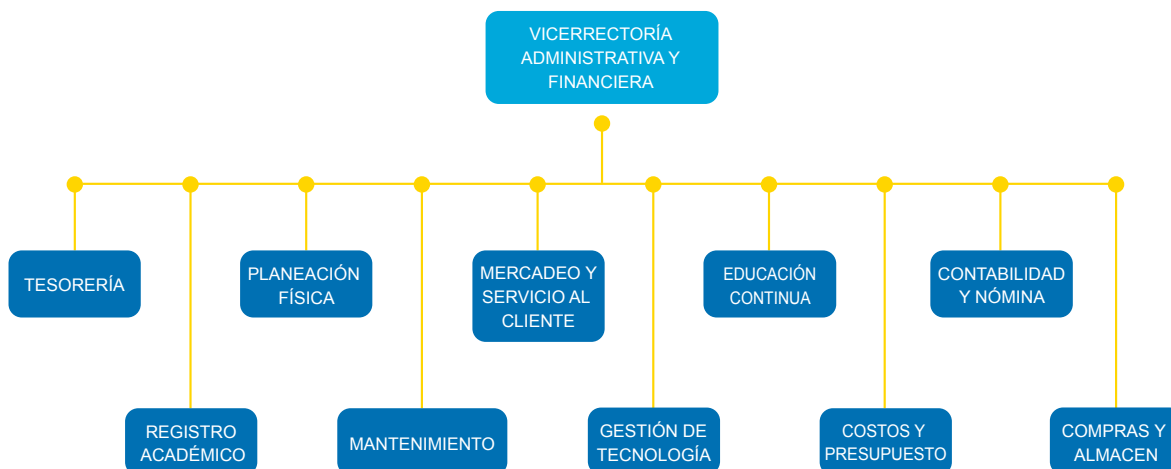 VICERRECTORÍA
ADMINISTRATIVA Y
FINANCIERA
TESORERÍA
PLANEACIÓN
FÍSICA
MERCADEO Y
SERVICIO AL
CLIENTE
EDUCACIÓN
CONTINUA
CONTABILIDAD
Y NÓMINA
REGISTRO
ACADÉMICO
MANTENIMIENTO
GESTIÓN DE
TECNOLOGÍA
COSTOS Y
PRESUPUESTO
COMPRAS Y
ALMACEN